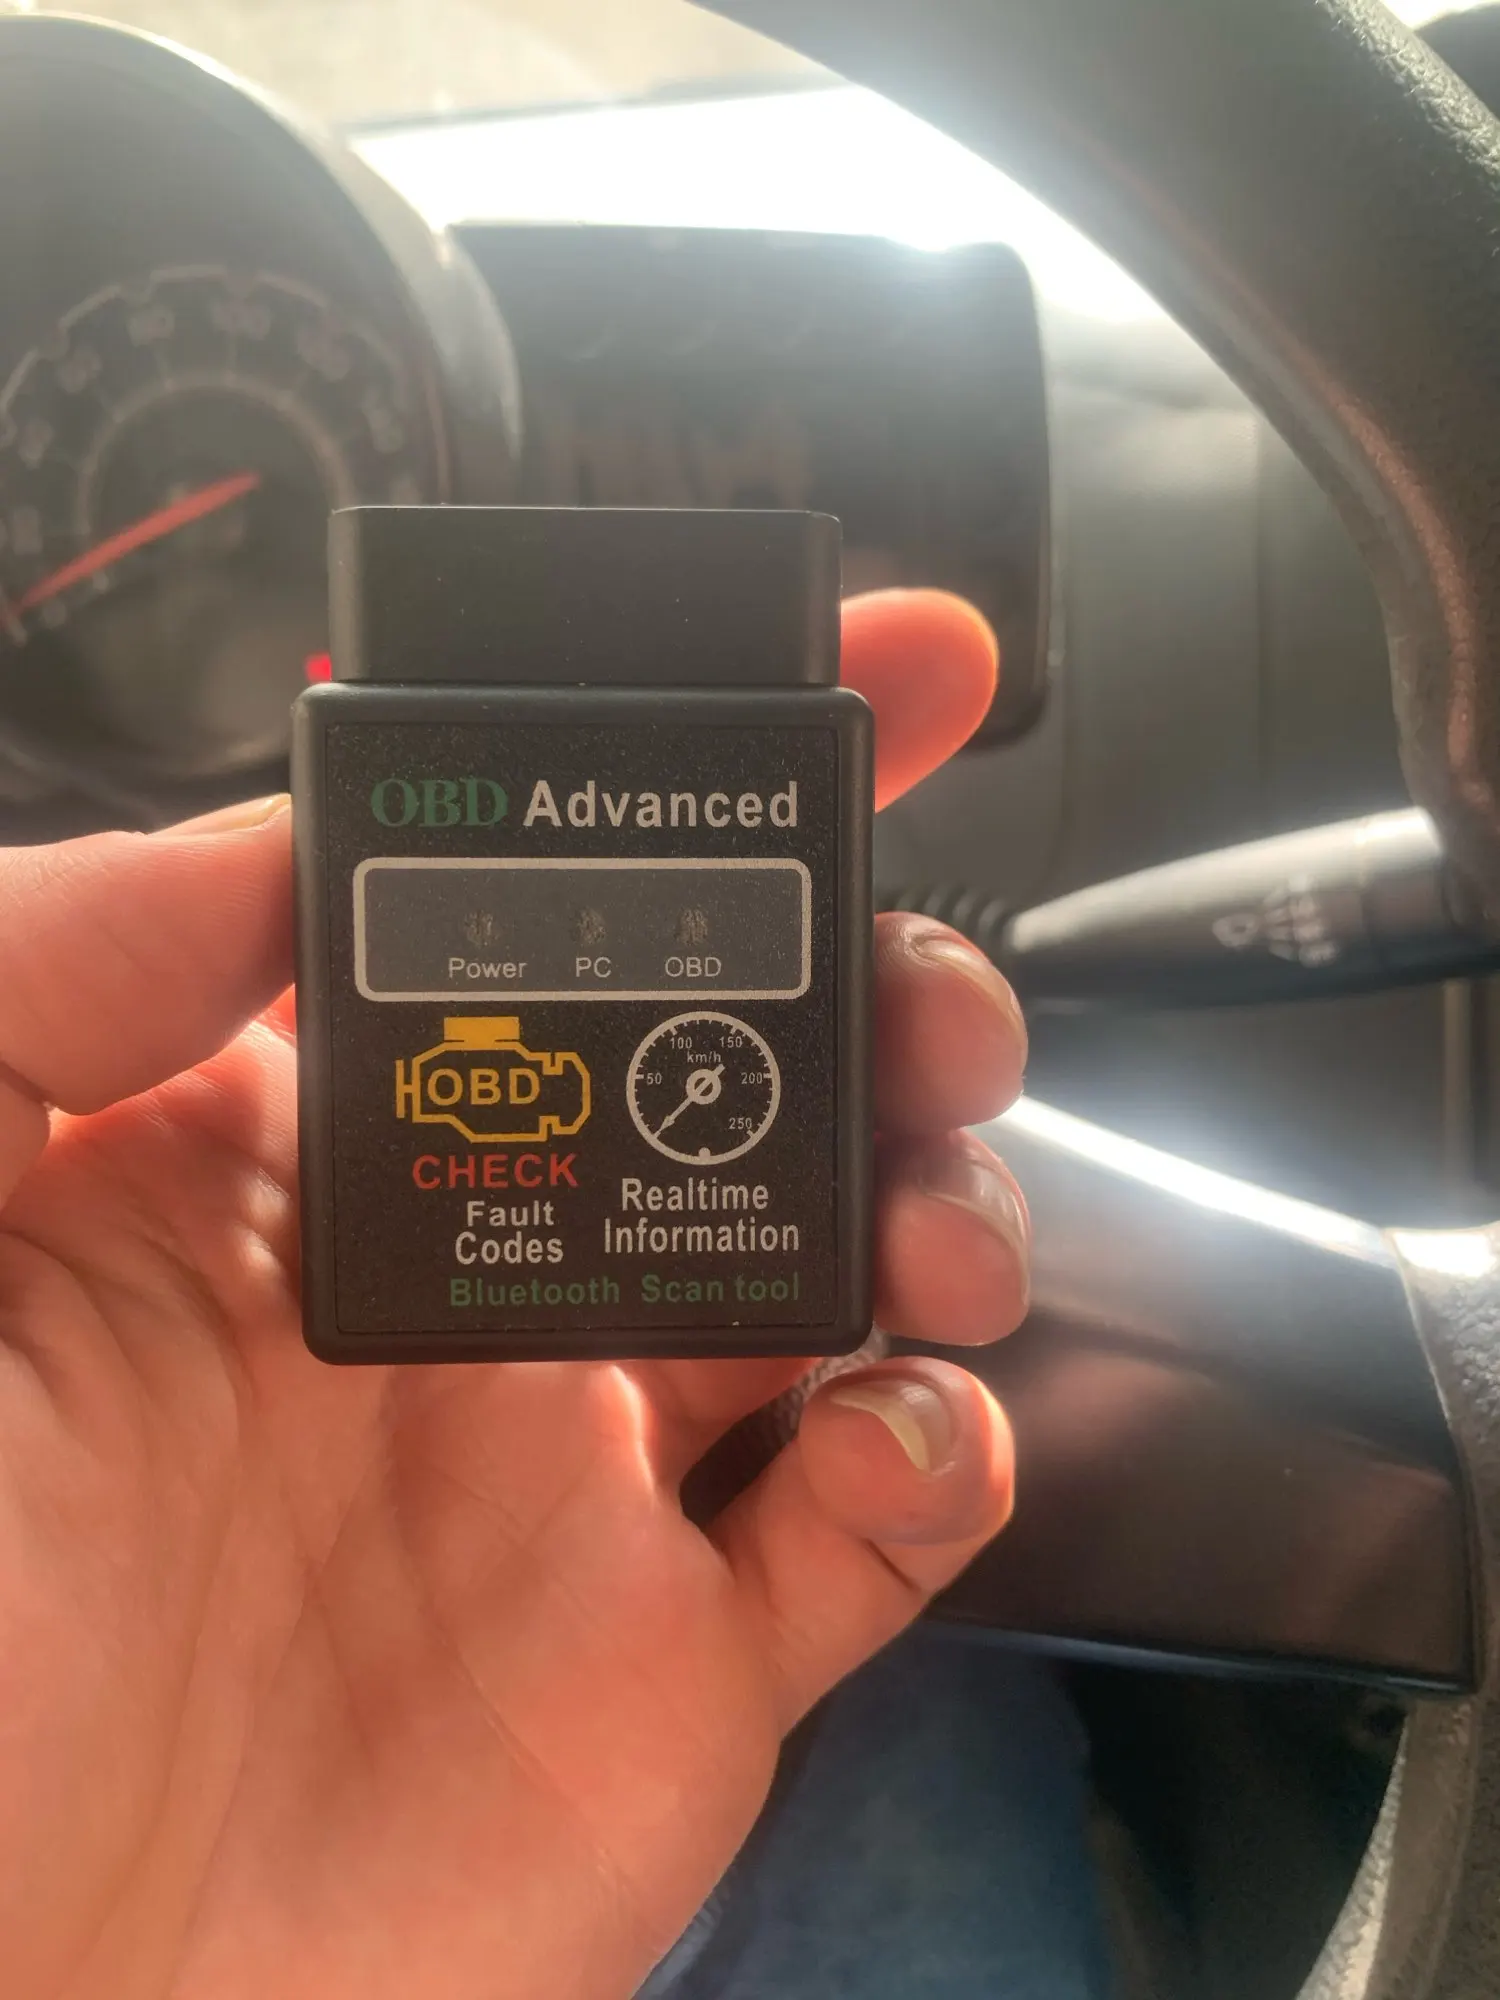 OBD Advanced
Power PC OBD
OBD
100 150
km/h
50 200
250
CHECK
Fault
Codes
Realtime
Information
Bluetooth Scan tool